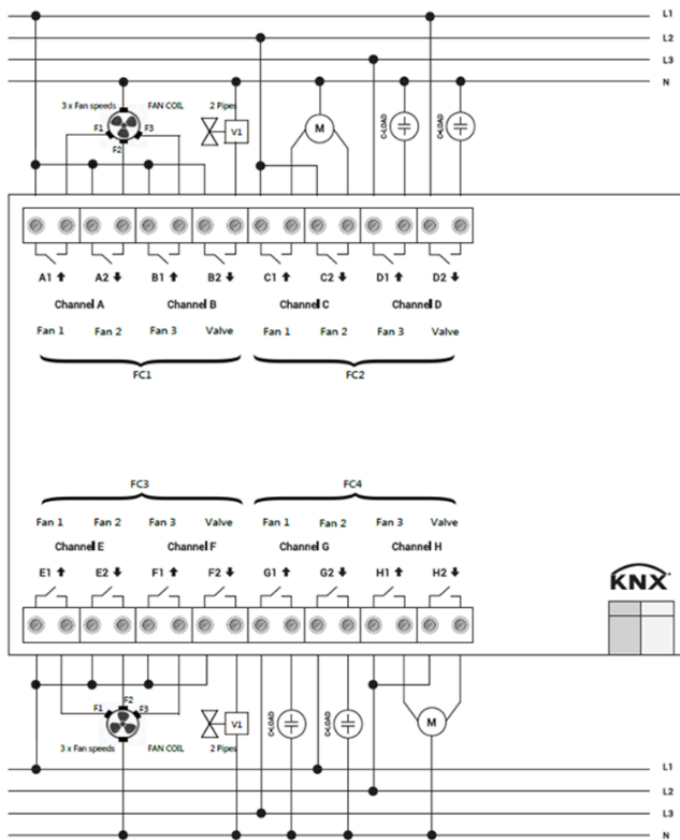 L1
L2
L3
N
3 x Fan speeds FAN COIL 2 Pipes
F1 F3 V1 M C-LOAD C-LOAD
F2
A1 A2 B1 B2 C1 C2 D1 D2
Channel A Channel B Channel C Channel D
Fan 1 Fan 2 Fan 3 Valve Fan 1 Fan 2 Fan 3 Valve
FC1 FC2
FC3 FC4
Fan 1 Fan 2 Fan 3 Valve Fan 1 Fan 2 Fan 3 Valve
Channel E Channel F Channel G Channel H
E1 E2 F1 F2 G1 G2 H1 H2
KNX
F2
F1 F3 V1 C-LOAD C-LOAD M
3 x Fan speeds FAN COIL 2 Pipes
L1
L2
L3
N